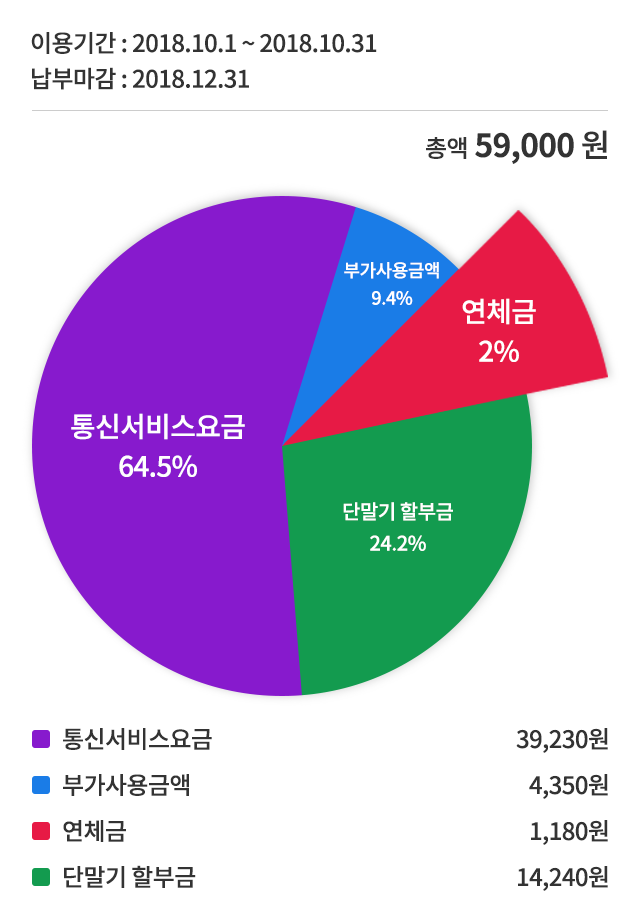 이용기간 : 2018.10.1 ~ 2018.10.31
납부마감 : 2018.12.31
총액 59,000 원
부가사용금액
9.4%
연체금
2%
통신서비스요금
64.5%
단말기 할부금
24.2%
통신서비스요금 39,230원
부가사용금액 4,350원
연체금 1,180원
단말기 할부금 14,240원